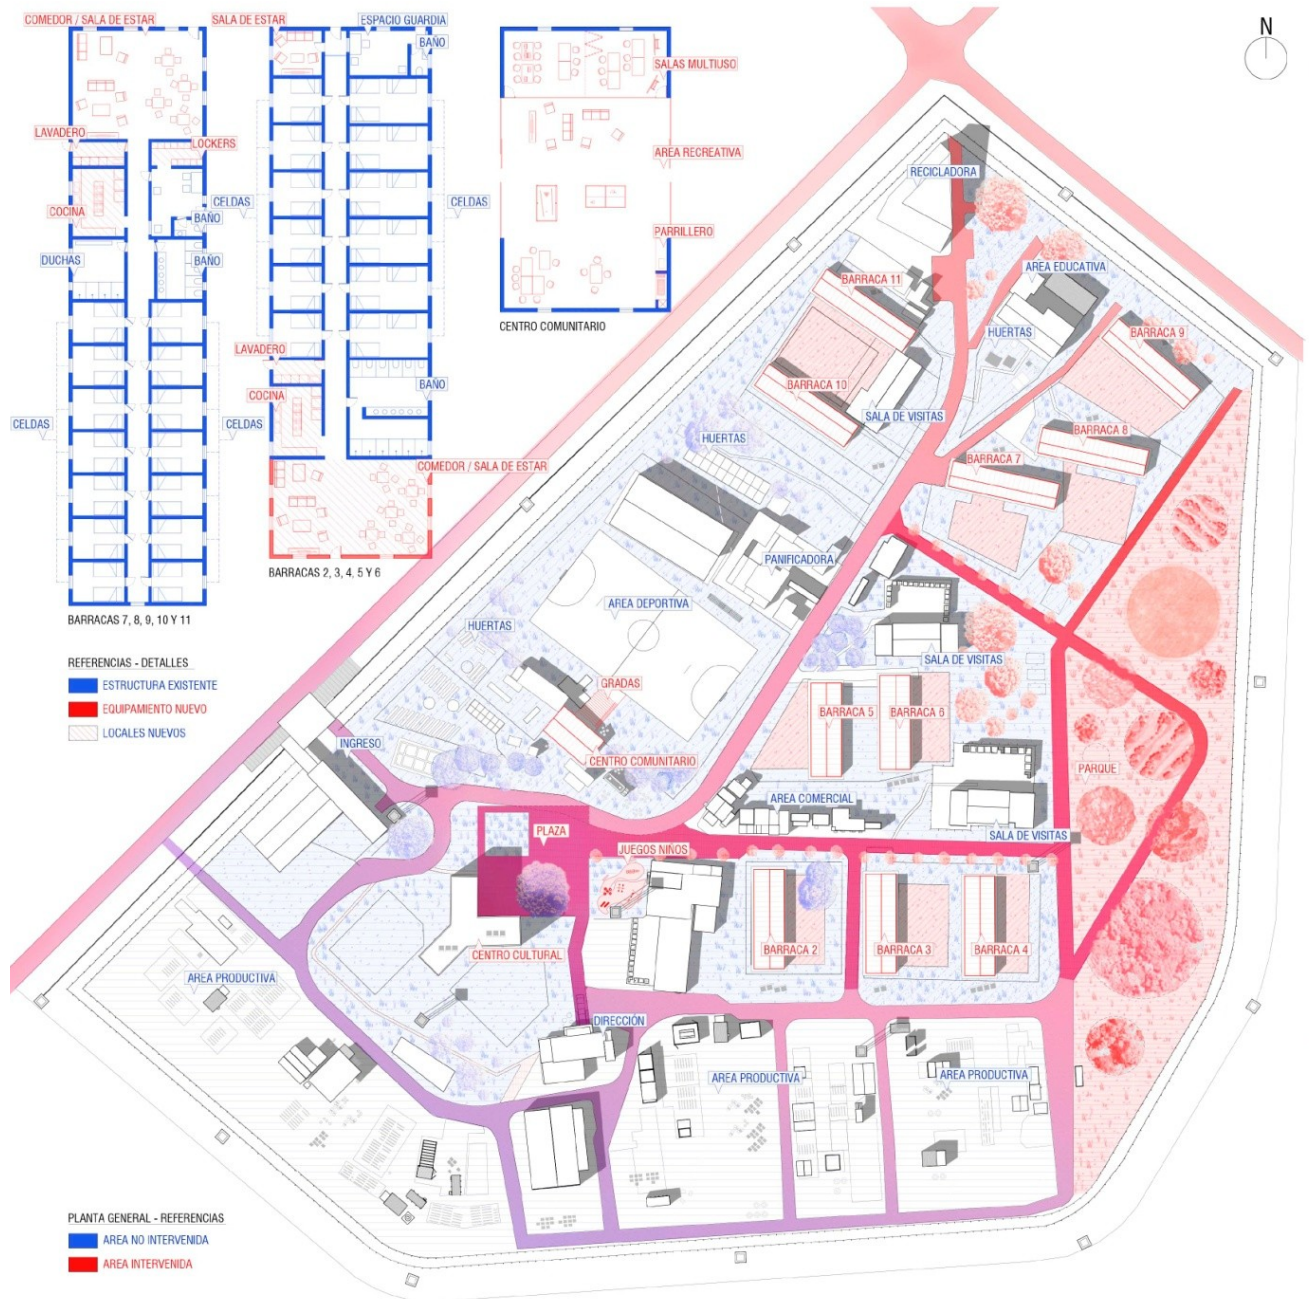 COMEDOR / SALA DE ESTAR
LAVADERO
LOCKERS
COCINA
BAÑO
DUCHAS
BAÑO
CELDAS
CELDAS
BARRACAS 7, 8, 9, 10 Y 11
SALA DE ESTAR
ESPACIO GUARDIA
BAÑO
CELDAS
CELDAS
LAVADERO
COCINA
BAÑO
COMEDOR / SALA DE ESTAR
BARRACAS 2, 3, 4, 5 Y 6
SALAS MULTIUSO
AREA RECREATIVA
PARRILLERO
CENTRO COMUNITARIO
N
REFERENCIAS - DETALLES
ESTRUCTURA EXISTENTE
EQUIPAMIENTO NUEVO
LOCALES NUEVOS
RECICLADORA
AREA EDUCATIVA
BARRACA 11
HUERTAS
BARRACA 9
BARRACA 10
SALA DE VISITAS
BARRACA 8
HUERTAS
BARRACA 7
PANIFICADORA
AREA DEPORTIVA
HUERTAS
SALA DE VISITAS
GRADAS
BARRACA 5
BARRACA 6
INGRESO
CENTRO COMUNITARIO
PARQUE
AREA COMERCIAL
PLAZA
SALA DE VISITAS
JUEGOS NIÑOS
CENTRO CULTURAL
BARRACA 2
BARRACA 3
BARRACA 4
AREA PRODUCTIVA
DIRECCIÓN
AREA PRODUCTIVA
AREA PRODUCTIVA
PLANTA GENERAL - REFERENCIAS
AREA NO INTERVENIDA
AREA INTERVENIDA